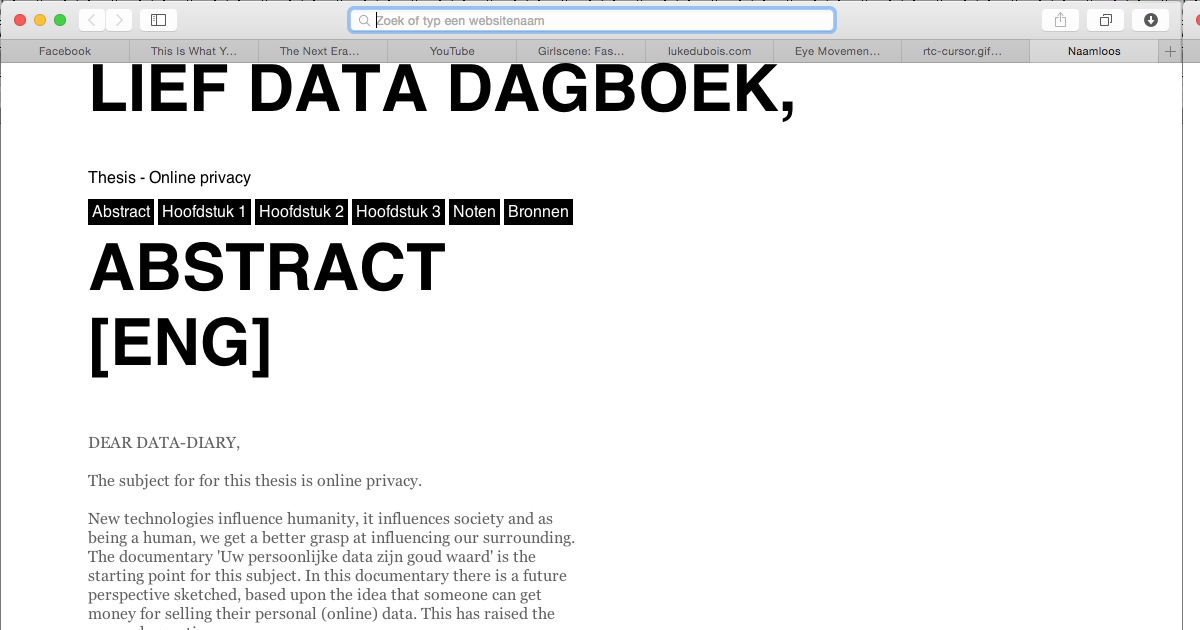 Zoek of typ een websitenaam
Facebook
This Is What Y...
The Next Era...
YouTube
Girlscene: Fas...
lukedubois.com
Eye Movemen...
rtc-cursor.gif...
Naamloos
LIEF DATA DAGBOEK,
Thesis - Online privacy
Abstract Hoofdstuk 1 Hoofdstuk 2 Hoofdstuk 3 Noten Bronnen
ABSTRACT
[ENG]
DEAR DATA-DIARY,
The subject for for this thesis is online privacy.
New technologies influence humanity, it influences society and as
being a human, we get a better grasp at influencing our surrounding.
The documentary 'Uw persoonlijke data zijn goud waard' is the
starting point for this subject. In this documentary there is a future
perspective sketched, based upon the idea that someone can get
money for selling their personal (online) data. This has raised the